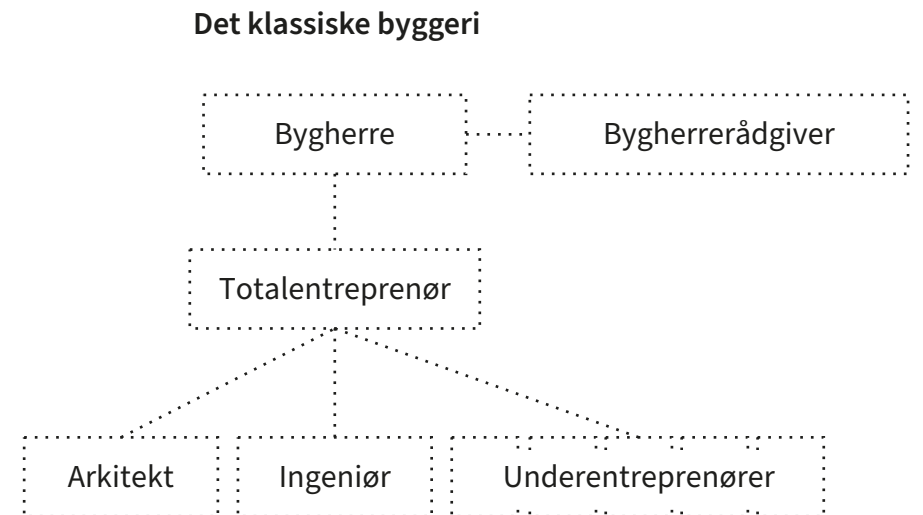 Det klassiske byggeri
Bygherre
Bygherrerådgiver
Totalentreprenør
Arkitekt
Ingeniør
Underentreprenører